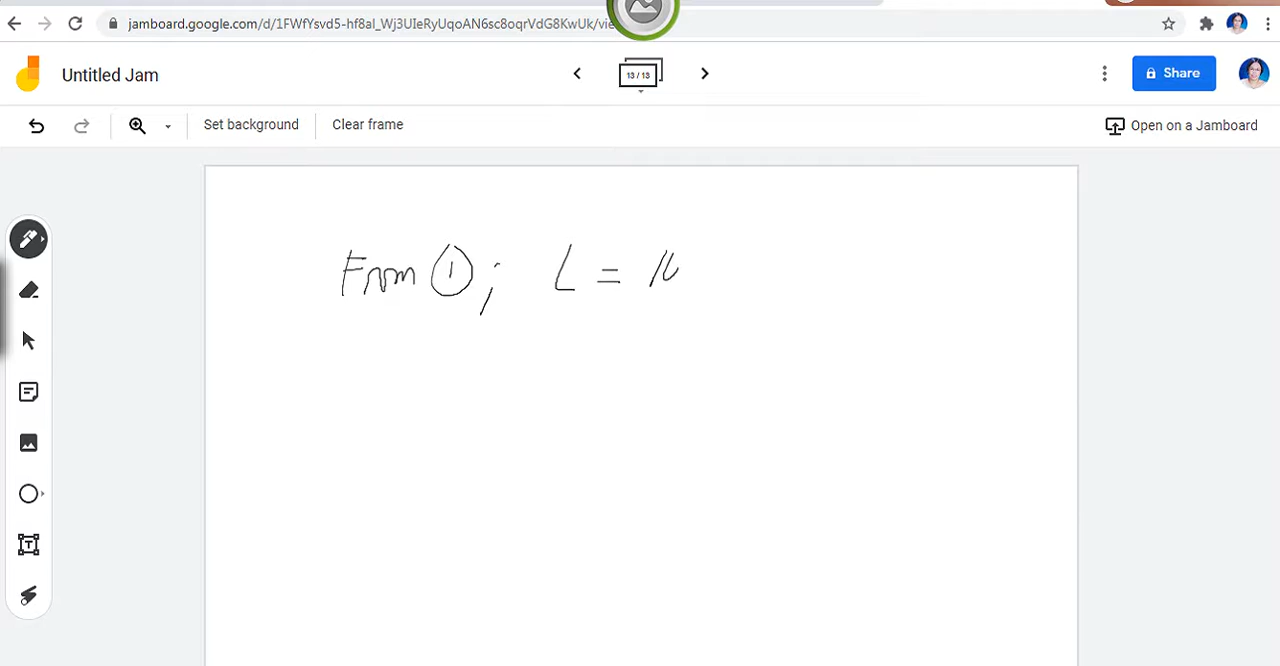 jamboard.google.com/d/1FWfYsvd5-hf8al_Wj3UIeRyUqoAN6sc8oqrVdG8KwUk/vie
Untitled Jam
13 / 13
Share
Set background
Clear frame
Open on a Jamboard
From ①; L =